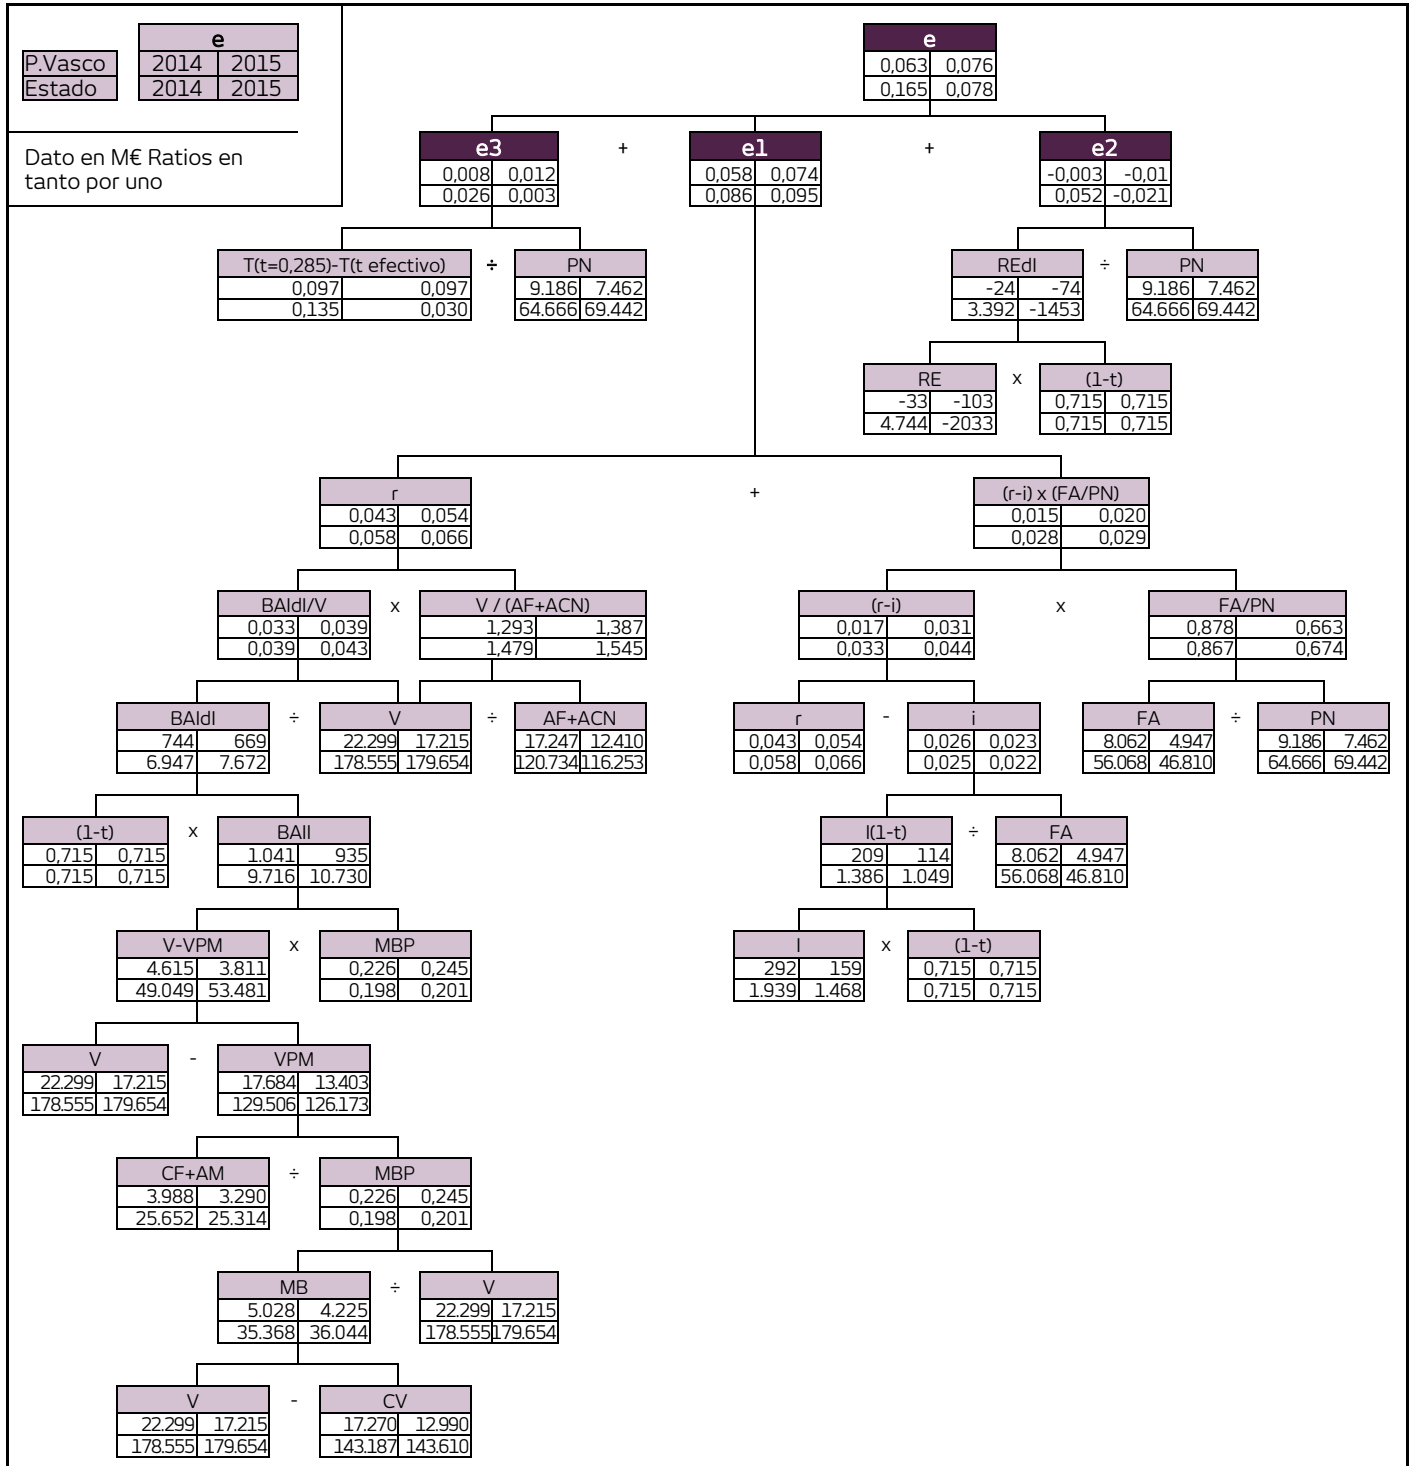 e
P.Vasco 2014 2015
Estado 2014 2015
Dato en M€ Ratios en
tanto por uno
e
0,063 0,076
0,165 0,078
e3 + e1 + e2
0,008 0,012 0,058 0,074 -0,003 -0,01
0,026 0,003 0,086 0,095 0,052 -0,021
T(t=0,285)-T(t efectivo) ÷ PN REdI ÷ PN
0,097 0,097 9.186 7.462 -24 -74 9.186 7.462
0,135 0,030 64.666 69.442 3.392 -1453 64.666 69.442
RE x (1-t)
-33 -103 0,715 0,715
4.744 -2033 0,715 0,715
r + (r-i) x (FA/PN)
0,043 0,054 0,015 0,020
0,058 0,066 0,028 0,029
BAIdI/V x V / (AF+ACN) (r-i) x FA/PN
0,033 0,039 1,293 1,387 0,017 0,031 0,878 0,663
0,039 0,043 1,479 1,545 0,033 0,044 0,867 0,674
BAIdI ÷ V ÷ AF+ACN r - i FA ÷ PN
744 669 22.299 17.215 17.247 12.410 0,043 0,054 0,026 0,023 8.062 4.947 9.186 7.462
6.947 7.672 178.555 179.654 120.734 116.253 0,058 0,066 0,025 0,022 56.068 46.810 64.666 69.442
(1-t) x BAII I(1-t) ÷ FA
0,715 0,715 1.041 935 209 114 8.062 4.947
0,715 0,715 9.716 10.730 1.386 1.049 56.068 46.810
V-VPM x MBP I x (1-t)
4.615 3.811 0,226 0,245 292 159 0,715 0,715
49.049 53.481 0,198 0,201 1.939 1.468 0,715 0,715
V - VPM
22.299 17.215 17.684 13.403
178.555 179.654 129.506 126.173
CF+AM ÷ MBP
3.988 3.290 0,226 0,245
25.652 25.314 0,198 0,201
MB ÷ V
5.028 4.225 22.299 17.215
35.368 36.044 178.555 179.654
V - CV
22.299 17.215 17.270 12.990
178.555 179.654 143.187 143.610